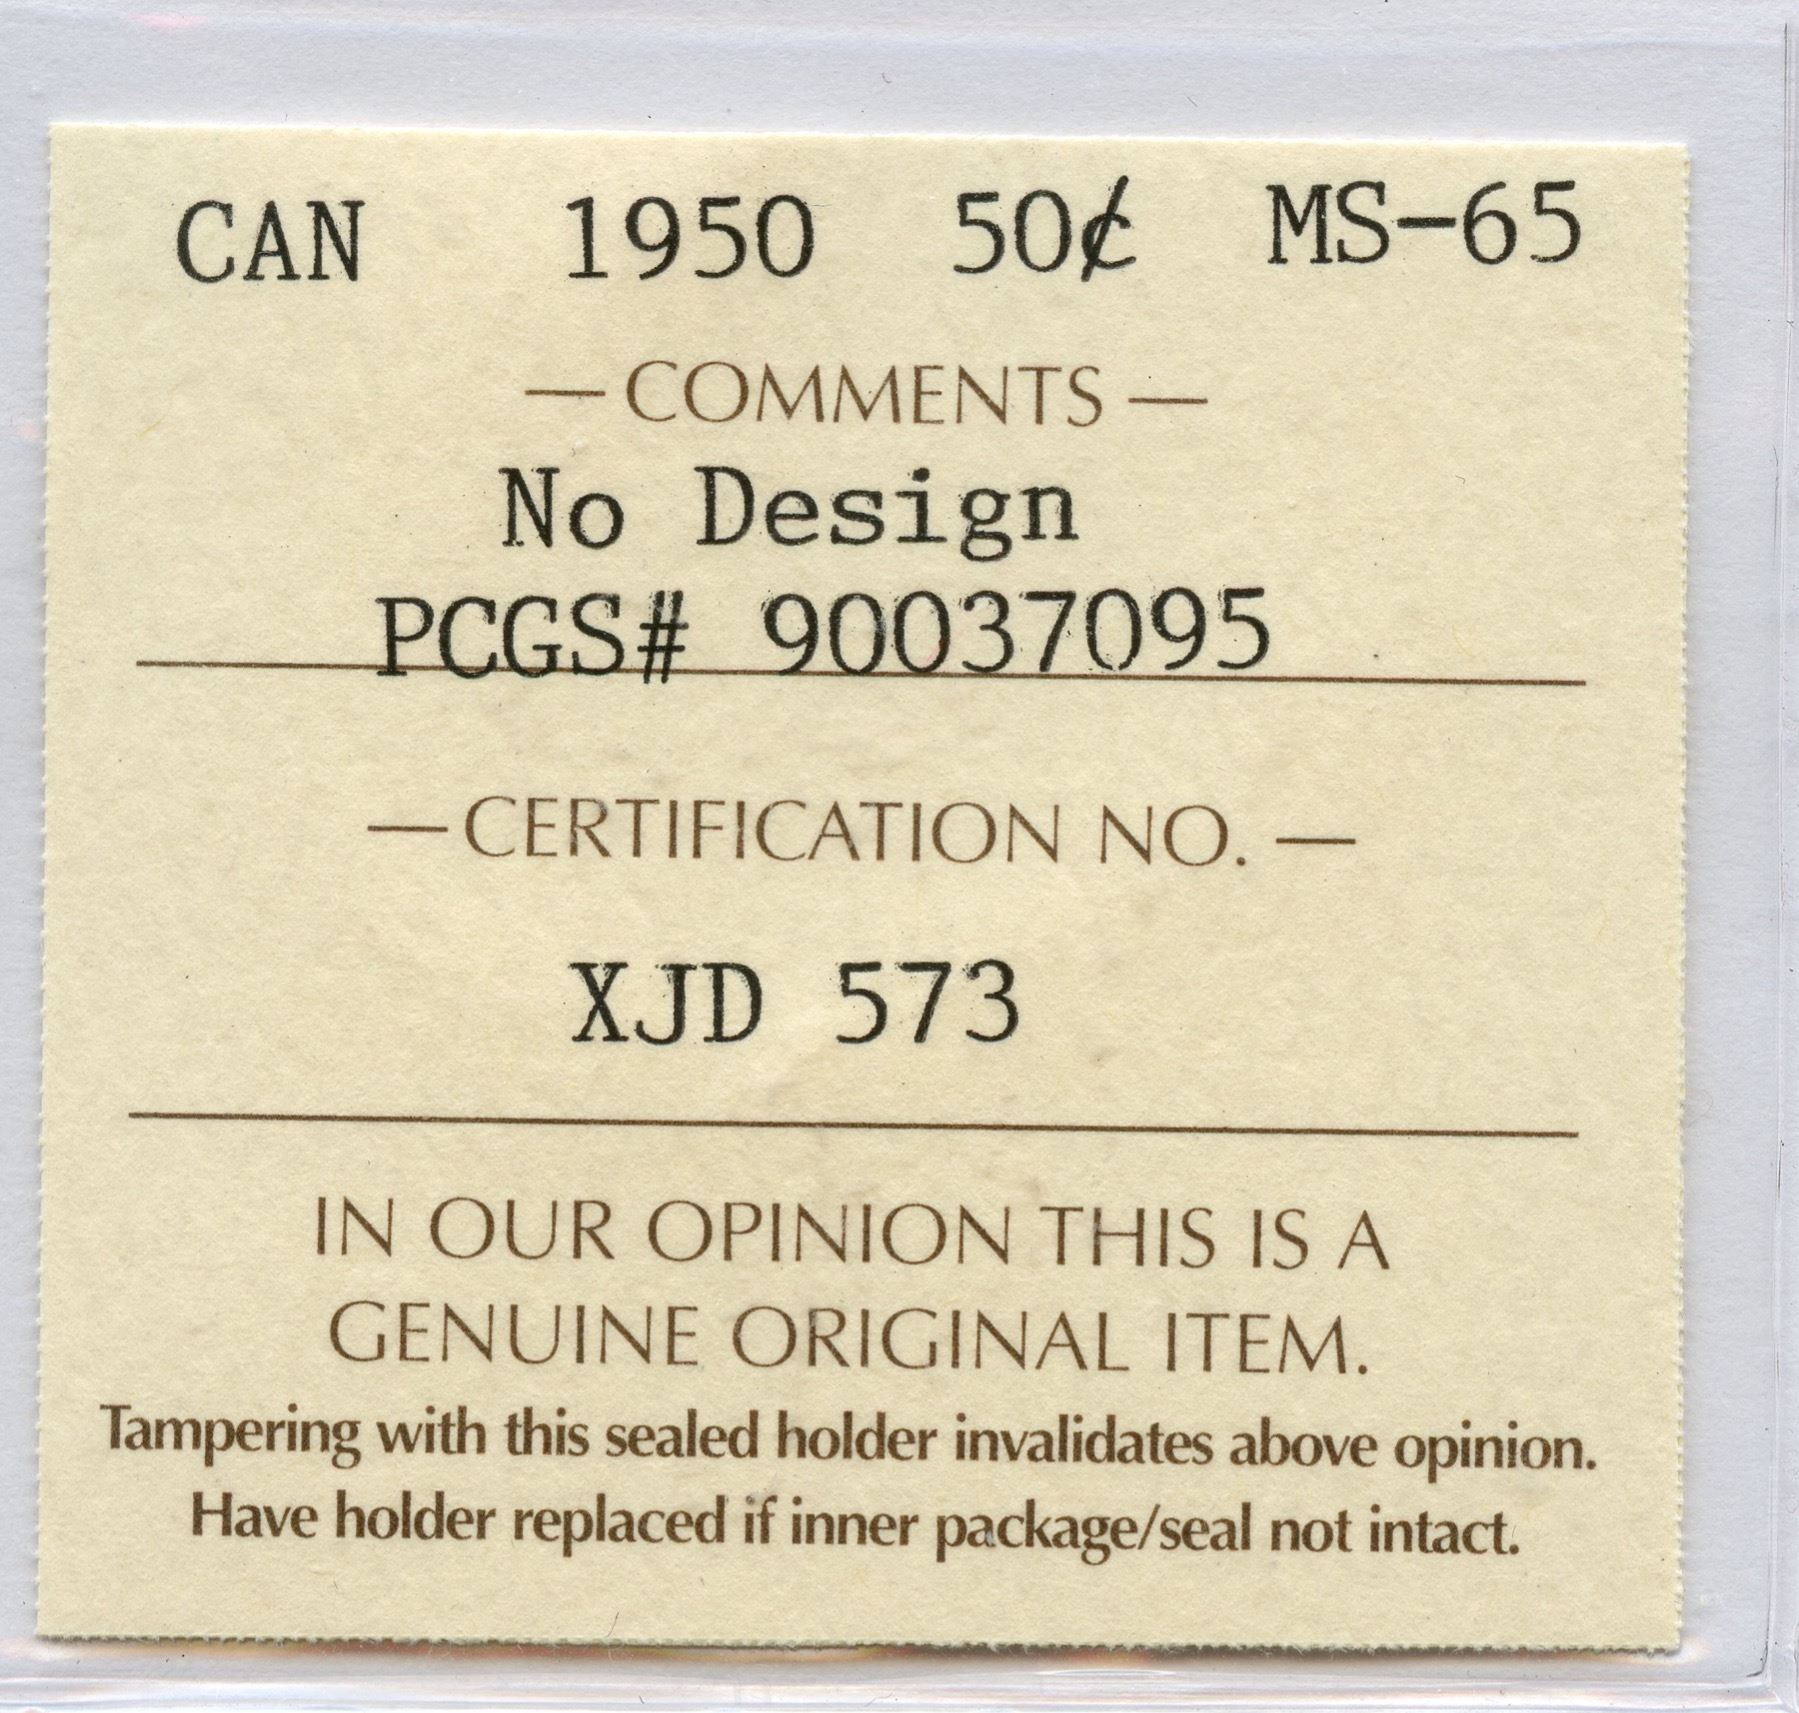 CAN 1950 50¢ MS-65
— COMMENTS —
No Design
PCGS# 90037095
— CERTIFICATION NO. —
XJD 573
IN OUR OPINION THIS IS A
GENUINE ORIGINAL ITEM.
Tampering with this sealed holder invalidates above opinion.
Have holder replaced if inner package/seal not intact.